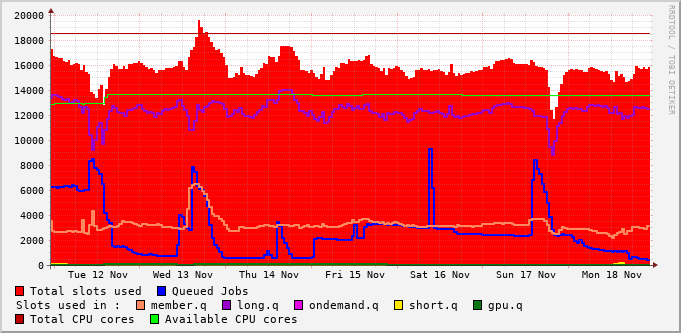 20000
18000
16000
14000
12000
10000
8000
6000
4000
2000
0
Tue 12 Nov Wed 13 Nov Thu 14 Nov Fri 15 Nov Sat 16 Nov Sun 17 Nov Mon 18 Nov
Total slots used Queued Jobs
Slots used in : member.q long.q ondemand.q short.q gpu.q
Total CPU cores Available CPU cores
RRDTOOL / TOBI OETIKER